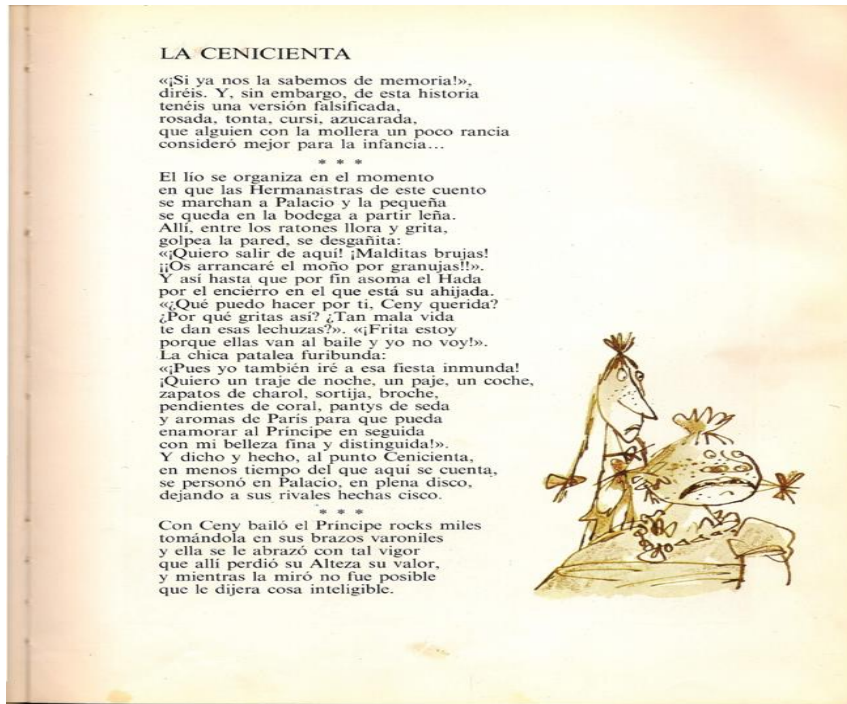 LA CENICIENTA
«¡Si ya nos la sabemos de memoria!»,
diréis. Y, sin embargo, de esta historia
tenéis una versión falsificada,
rosada, tonta, cursi, azucarada,
que alguien con la mollera un poco rancia
consideró mejor para la infancia...
* * *
El lío se organiza en el momento
en que las Hermanastras de este cuento
se marchan a Palacio y la pequeña
se queda en la bodega a partir leña.
Allí, entre los ratones llora y grita,
golpea la pared, se desgañita:
«¡Quiero salir de aquí! ¡Malditas brujas!
¡¡Os arrancaré el moño por granujas!!».
Y así hasta que por fin asoma el Hada
por el encierro en el que está su ahijada.
«¿Qué puedo hacer por ti, Ceny querida?
¿Por qué gritas así? ¿Tan mala vida
te dan esas lechuzas?». «¡Frita estoy
porque ellas van al baile y yo no voy!».
La chica patalea furibunda:
«¡Pues yo también iré a esa fiesta inmunda!
¡Quiero un traje de noche, un paje, un coche,
zapatos de charol, sortija, broche,
pendientes de coral, pantys de seda
y aromas de París para que pueda
enamorar al Príncipe en seguida
con mi belleza fina y distinguida!».
Y dicho y hecho, al punto Cenicienta,
en menos tiempo del que aquí se cuenta,
se personó en Palacio, en plena disco,
dejando a sus rivales hechas cisco.
* * *
Con Ceny bailó el Príncipe rocks miles
tomándola en sus brazos varoniles
y ella se le abrazó con tal vigor
que allí perdió su Alteza su valor,
y mientras la miró no fue posible
que le dijera cosa inteligible.